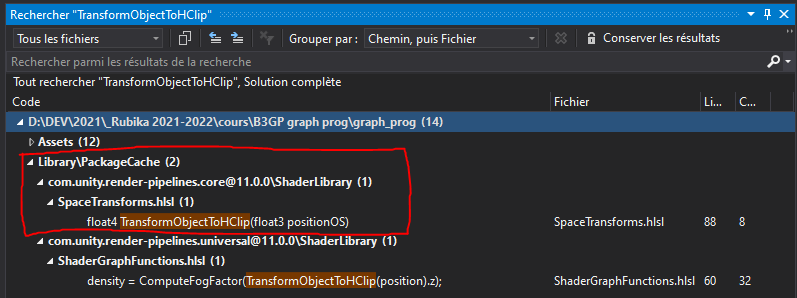 Rechercher "TransformObjectToHClip"
Tous les fichiers Grouper par : Chemin, puis Fichier Conserver les résultats
Rechercher parmi les résultats de la recherche
Tout rechercher "TransformObjectToHClip", Solution complète
Code Fichier Li... C...
D:\DEV\2021\_Rubika 2021-2022\cours\B3GP graph prog\graph_prog (14)
Assets (12)
Library\PackageCache (2)
com.unity.render-pipelines.core@11.0.0\ShaderLibrary (1)
SpaceTransforms.hlsl (1)
float4 TransformObjectToHClip(float3 positionOS) SpaceTransforms.hlsl 88 8
com.unity.render-pipelines.universal@11.0.0\ShaderLibrary (1)
ShaderGraphFunctions.hlsl (1)
density = ComputeFogFactor(TransformObjectToHClip(position).z); ShaderGraphFunctions.hlsl 60 32